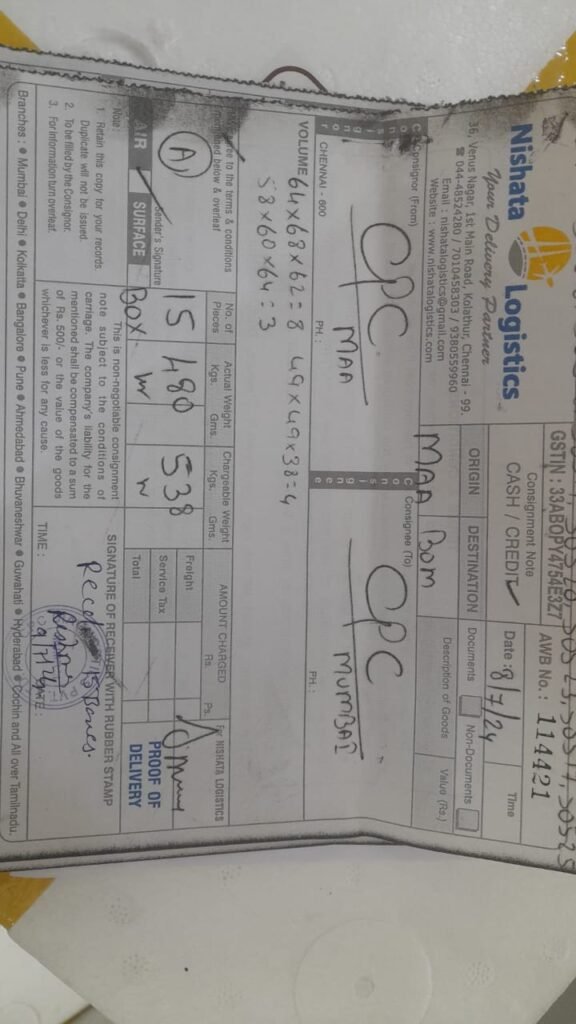 Nishata Logistics
Your Delivery Partner
36, Venus Nagar, 1st Main Road, Kolathur, Chennai - 99.
☎ 044-48524280 / 7010458303 / 9380559960
Email : nishatalogistics@gmail.com
Website : www.nishatalogistics.com
GSTIN : 33ABOPY4754E3Z7
Consignment Note
CASH / CREDIT
AWB No. : 114421
Date : 8/7/24
Time
ORIGIN
DESTINATION
MAA
BOM
Documents
Non-Documents
Description of Goods
Value (Rs.)
Consignor (From)
CPC
MAA
CHENNAI - 600
PH :
Consignee (To)
CPC
MUMBAI
PH. :
VOLUME 64x68x62=8 49x49x38=4
58x60x64=3
to the terms & conditions
below & overleaf
Sender's Signature
AIR
SURFACE
No. of Pieces
Actual Weight
Kgs. Gms.
Chargeable Weight
Kgs. Gms.
15
Box
480
538
AMOUNT CHARGED
Rs. Ps.
Freight
Service Tax
Total
For NISHATA LOGISTICS
PROOF OF DELIVERY
Note:
1. Retain this copy for your records
Duplicate will not be issued.
2. To be filled by the Consignor.
3. For information turn overleaf.
This is non-negotiable consignment
note subject to the conditions of
carriage. The company's liability for the
mentioned shall be compensated to a sum
of Rs. 500/- or the value of the goods
whichever is less for any cause.
SIGNATURE OF RECEIVER WITH RUBBER STAMP
15 Boxes.
TIME :
DATE :
Branches : ● Mumbai ● Delhi ● Kolkatta ● Bangalore ● Pune ● Ahmedabad ● Bhuvaneshwar ● Guwahati ● Hyderabad ● Cochin and All over Tamilnadu.